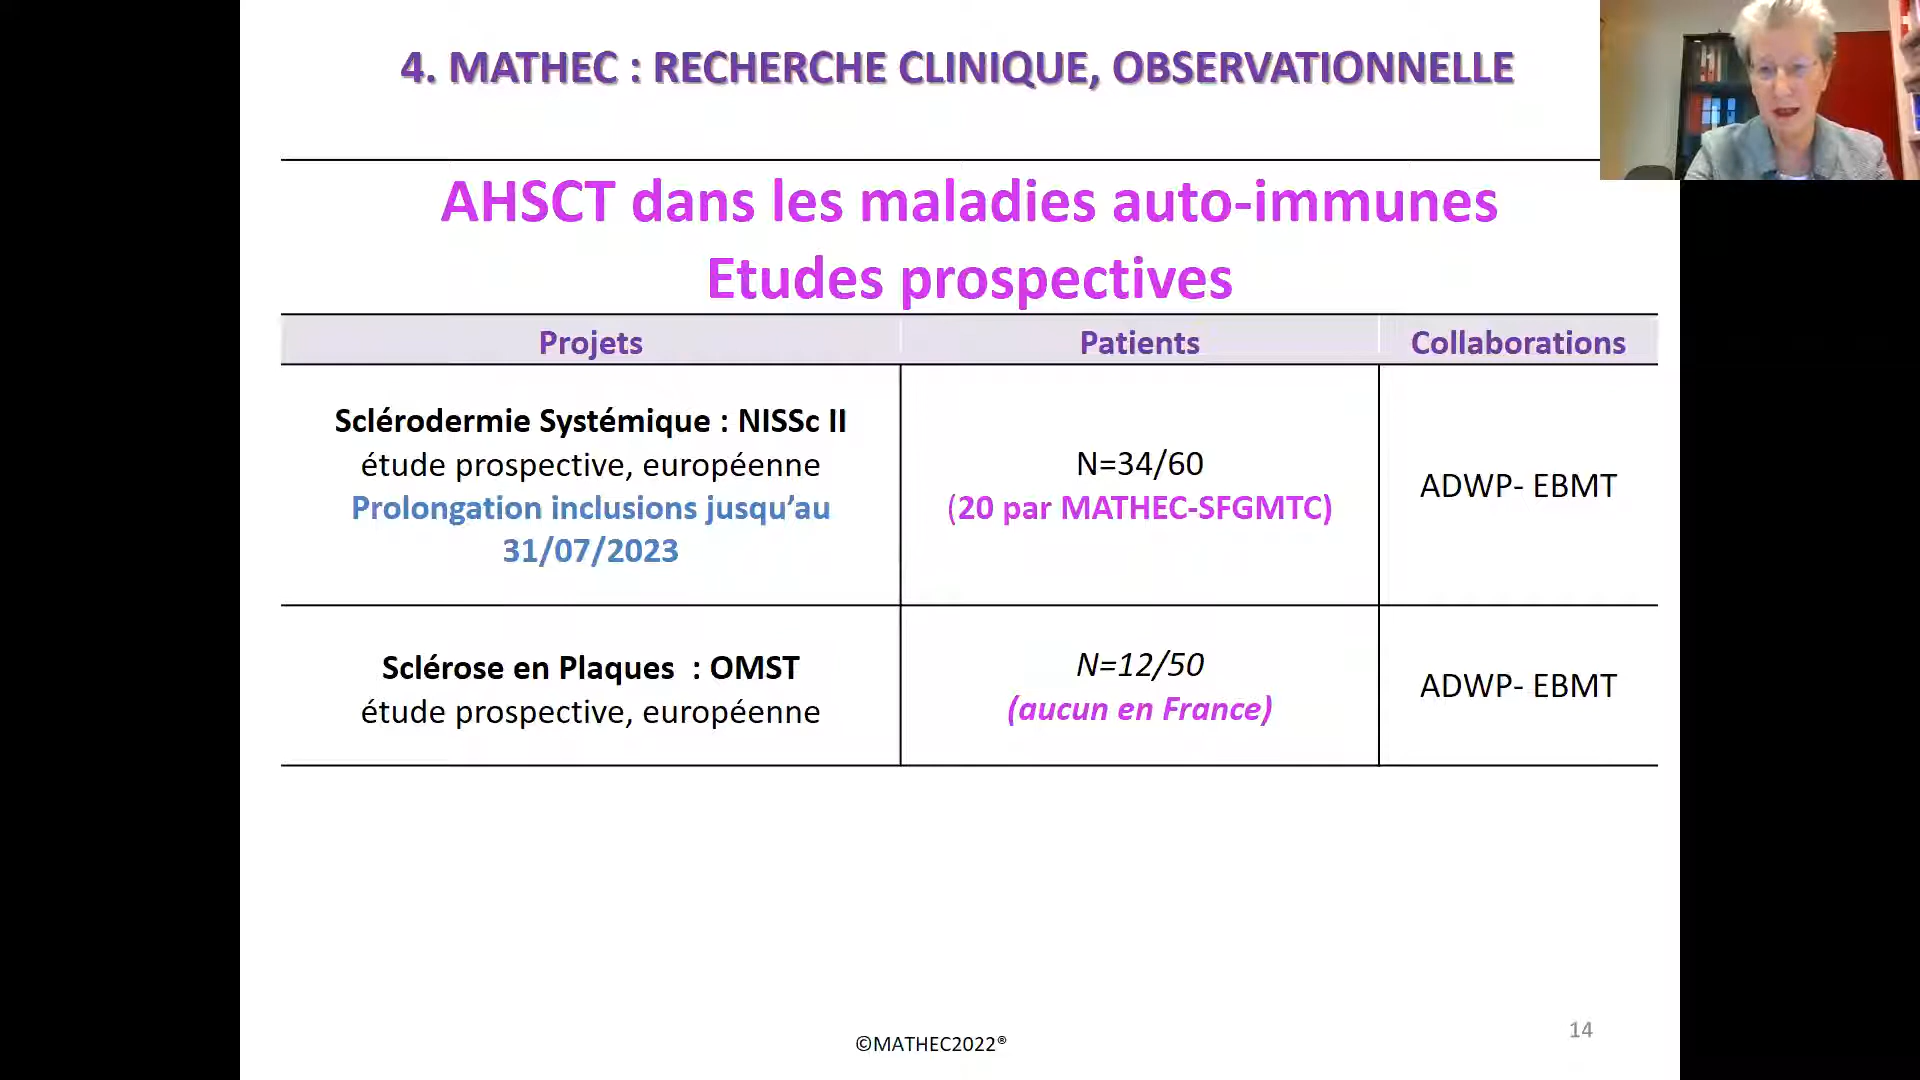 4. MATHEC : RECHERCHE CLINIQUE, OBSERVATIONNELLE
AHSCT dans les maladies auto-immunes
Etudes prospectives
Projets
Patients
Collaborations
Sclérodermie Systémique : NISSc II
étude prospective, européenne
Prolongation inclusions jusqu’au
31/07/2023
N=34/60
(20 par MATHEC-SFGMTC)
ADWP- EBMT
Sclérose en Plaques : OMST
étude prospective, européenne
N=12/50
(aucun en France)
ADWP- EBMT
14
©MATHEC2022®